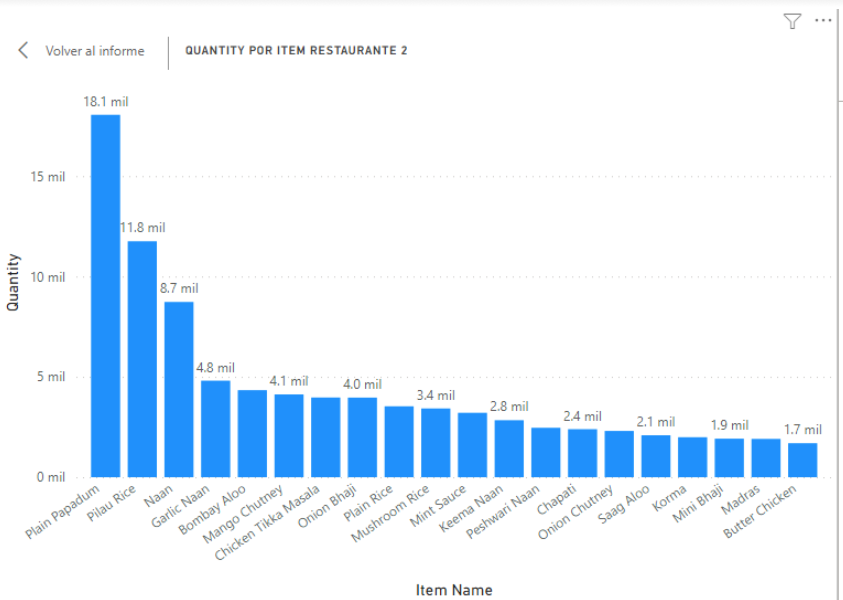 Volver al informe
QUANTITY POR ITEM RESTAURANTE 2
18.1 mil
15 mil
11.8 mil
10 mil
8.7 mil
4.8 mil
5 mil
4.1 mil
4.0 mil
3.4 mil
2.8 mil
2.4 mil
2.1 mil
1.9 mil
1.7 mil
0 mil
Quantity
Plain Papadum
Pilau Rice
Naan
Garlic Naan
Bombay Aloo
Mango Chutney
Chicken Tikka Masala
Onion Bhaji
Plain Rice
Mushroom Rice
Mint Sauce
Keema Naan
Peshwari Naan
Chapati
Onion Chutney
Saag Aloo
Korma
Mini Bhaji
Madras
Butter Chicken
Item Name